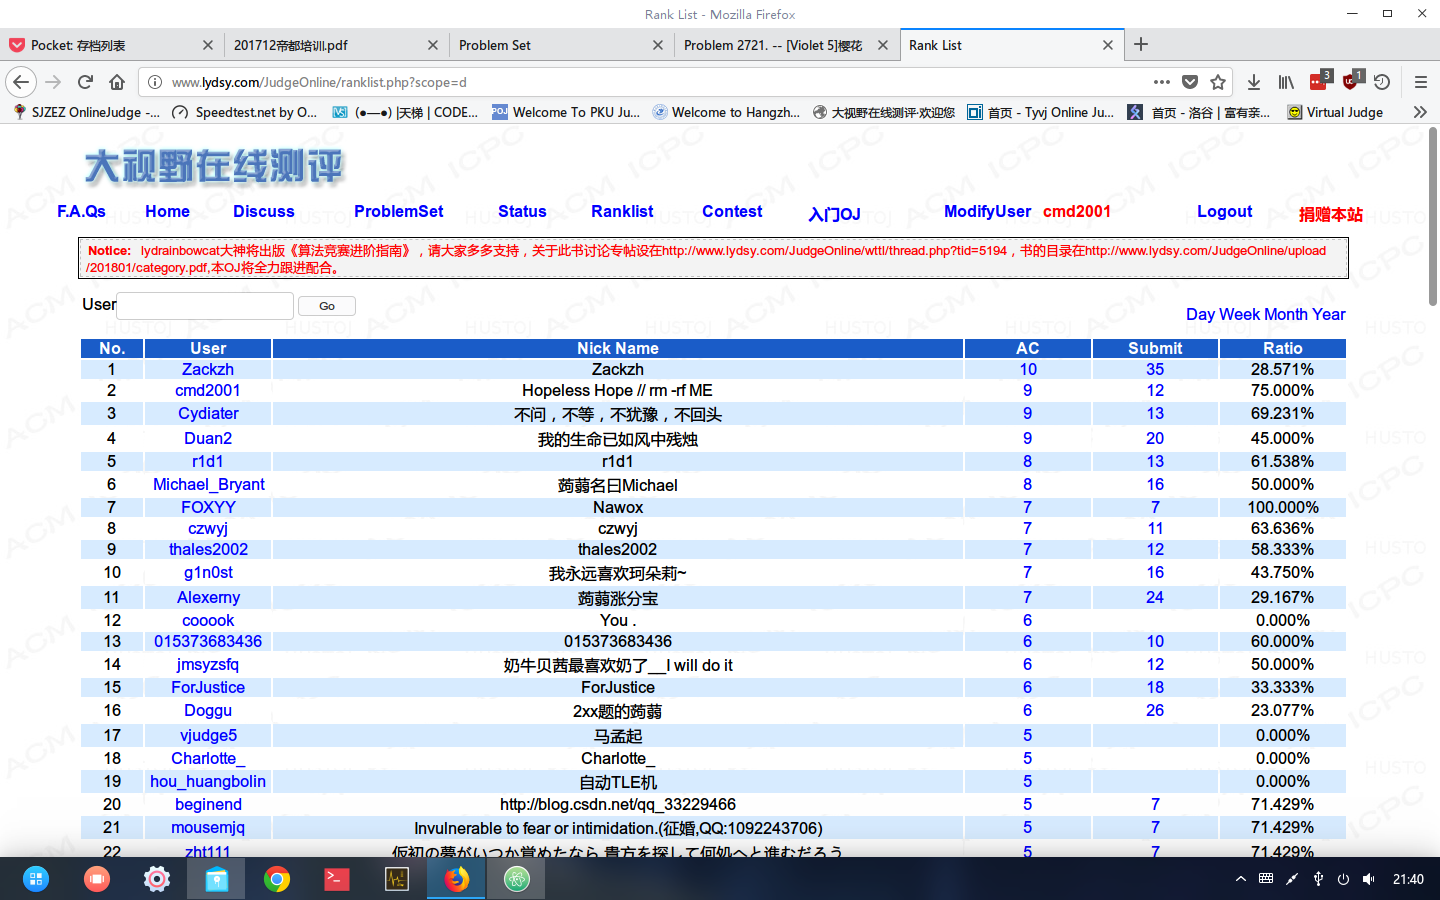 Rank List - Mozilla Firefox
Pocket: 存档列表
201712帝都培训.pdf
Problem Set
Problem 2721. -- [Violet 5]樱花
Rank List
www.lydsy.com/JudgeOnline/ranklist.php?scope=d
3
1
SJZEZ OnlineJudge -...
Speedtest.net by O...
(●—●) |天梯 | CODE...
Welcome To PKU Ju...
Welcome to Hangzh...
大视野在线测评·欢迎您
首页 - Tyvj Online Ju...
首页 - 洛谷 | 富有亲...
Virtual Judge
大视野在线测评
F.A.Qs Home Discuss ProblemSet Status Ranklist Contest 入门OJ ModifyUser cmd2001 Logout 捐赠本站
Notice: lydrainbowcat大神将出版《算法竞赛进阶指南》，请大家多多支持，关于此书讨论专帖设在http://www.lydsy.com/JudgeOnline/wttl/thread.php?tid=5194，书的目录在http://www.lydsy.com/JudgeOnline/upload
/201801/category.pdf,本OJ将全力跟进配合。
User Go
Day Week Month Year
No. User Nick Name AC Submit Ratio
1 Zackzh Zackzh 10 35 28.571%
2 cmd2001 Hopeless Hope // rm -rf ME 9 12 75.000%
3 Cydiater 不问，不等，不犹豫，不回头 9 13 69.231%
4 Duan2 我的生命已如风中残烛 9 20 45.000%
5 r1d1 r1d1 8 13 61.538%
6 Michael_Bryant 蒟蒻名曰Michael 8 16 50.000%
7 FOXYY Nawox 7 7 100.000%
8 czwyj czwyj 7 11 63.636%
9 thales2002 thales2002 7 12 58.333%
10 g1n0st 我永远喜欢珂朵莉~ 7 16 43.750%
11 Alexerny 蒟蒻涨分宝 7 24 29.167%
12 cooook You . 6 0.000%
13 015373683436 015373683436 6 10 60.000%
14 jmsyzsfq 奶牛贝茜最喜欢奶了__I will do it 6 12 50.000%
15 ForJustice ForJustice 6 18 33.333%
16 Doggu 2xx题的蒟蒻 6 26 23.077%
17 vjudge5 马孟起 5 0.000%
18 Charlotte_ Charlotte_ 5 0.000%
19 hou_huangbolin 自动TLE机 5 0.000%
20 beginend http://blog.csdn.net/qq_33229466 5 7 71.429%
21 mousemjq Invulnerable to fear or intimidation.(征婚,QQ:1092243706) 5 7 71.429%
22 zht111 仮初の夢がいつか覚めたなら 貴方を探して何処へと進むだろう 5 7 71.429%
21:40